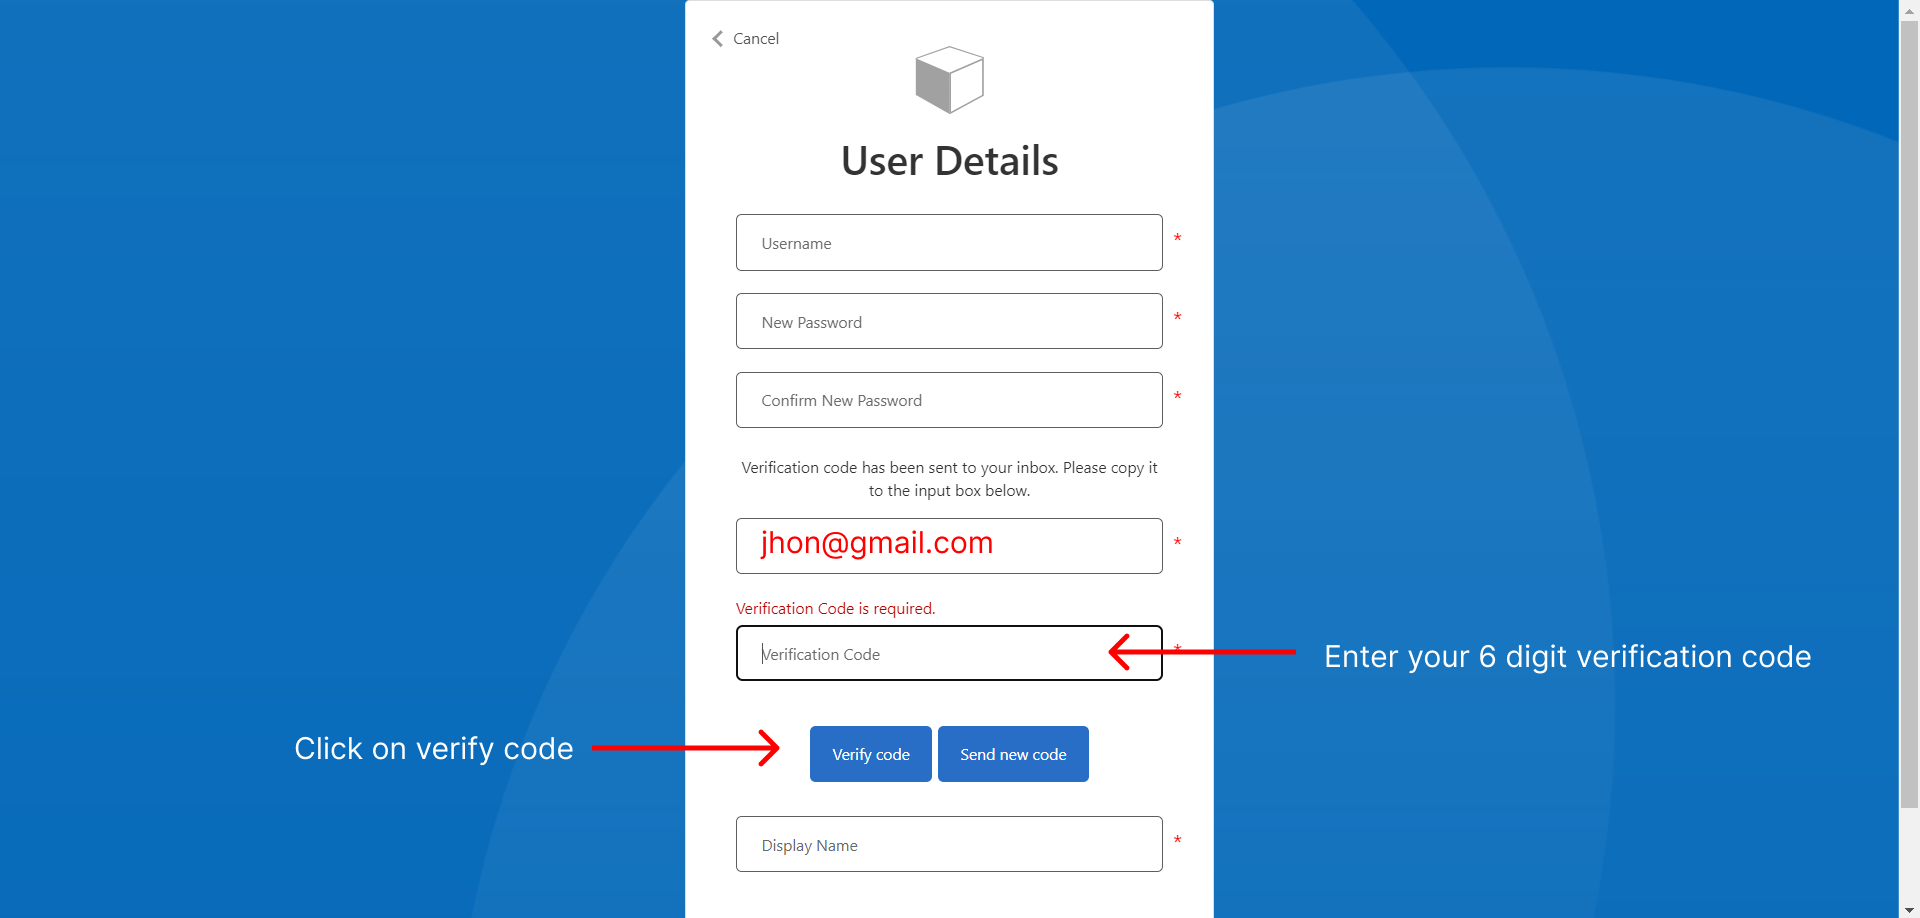 Cancel
User Details
Username *
New Password *
Confirm New Password *
Verification code has been sent to your inbox. Please copy it
to the input box below.
jhon@gmail.com *
Verification Code is required.
Verification Code *
Enter your 6 digit verification code
Click on verify code
Verify code
Send new code
Display Name *